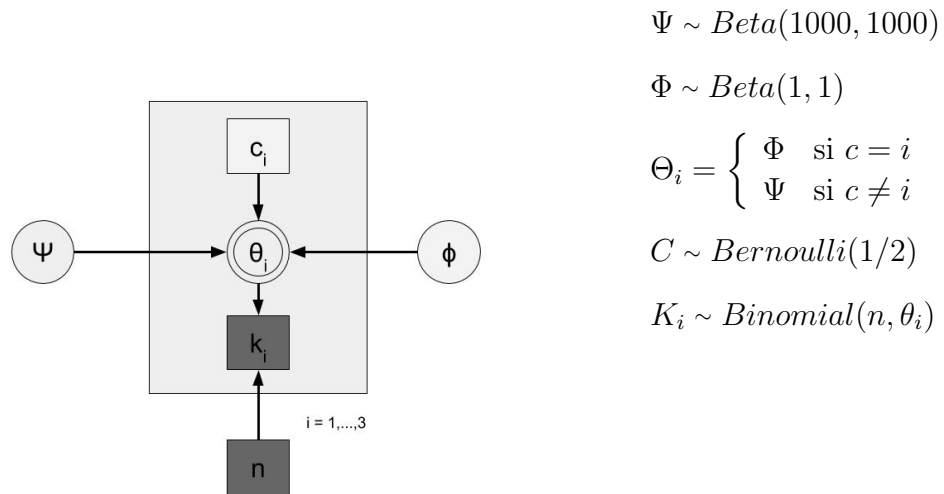 Ψ ∼ Beta(1000, 1000)
Φ ∼ Beta(1, 1)
Θ_i = { Φ si c = i
Ψ si c ≠ i
C ∼ Bernoulli(1/2)
K_i ∼ Binomial(n, θ_i)
c_i
Ψ
θ_i
ϕ
k_i
i = 1,...,3
n